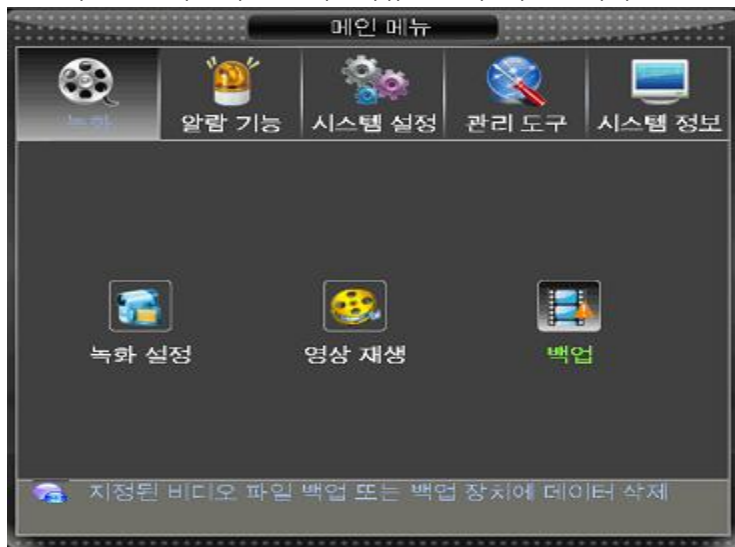 메인 메뉴
녹화 알람 기능 시스템 설정 관리 도구 시스템 정보
녹화 설정 영상 재생 백업
지정된 비디오 파일 백업 또는 백업 장치에 데이터 삭제